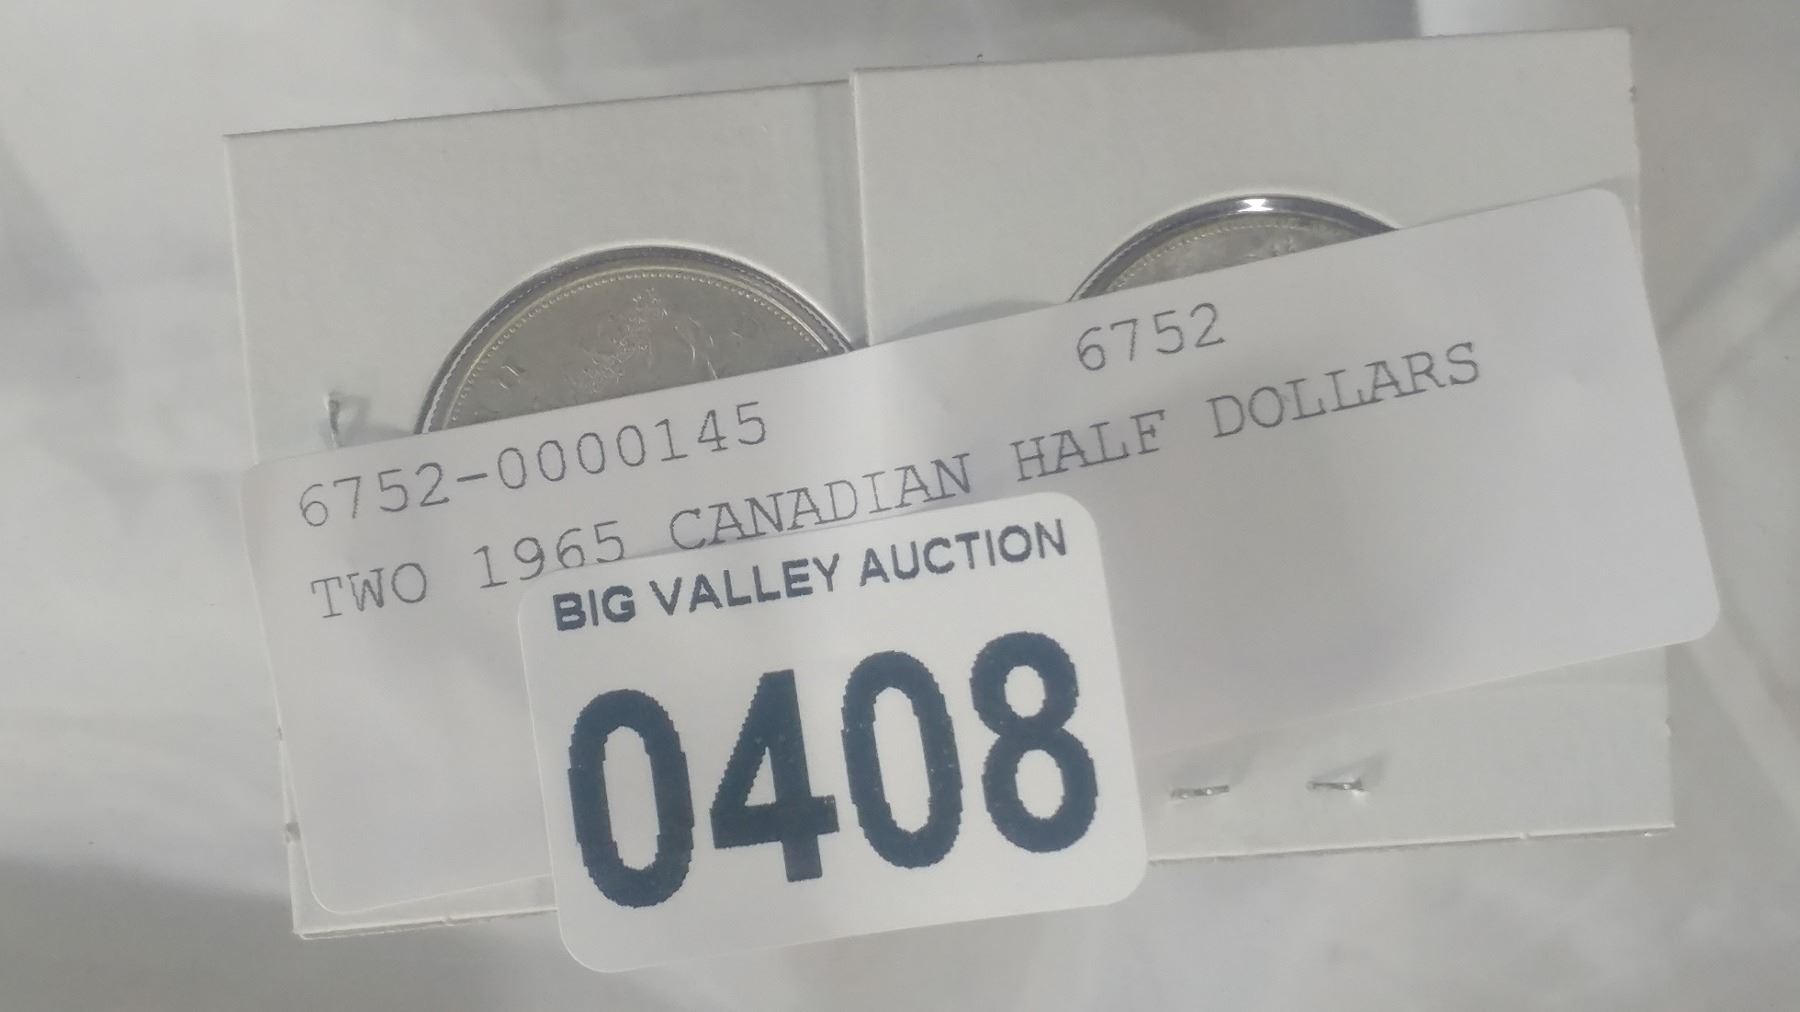 6752-0000145 6752
TWO 1965 CANADIAN HALF DOLLARS
BIG VALLEY AUCTION
0408